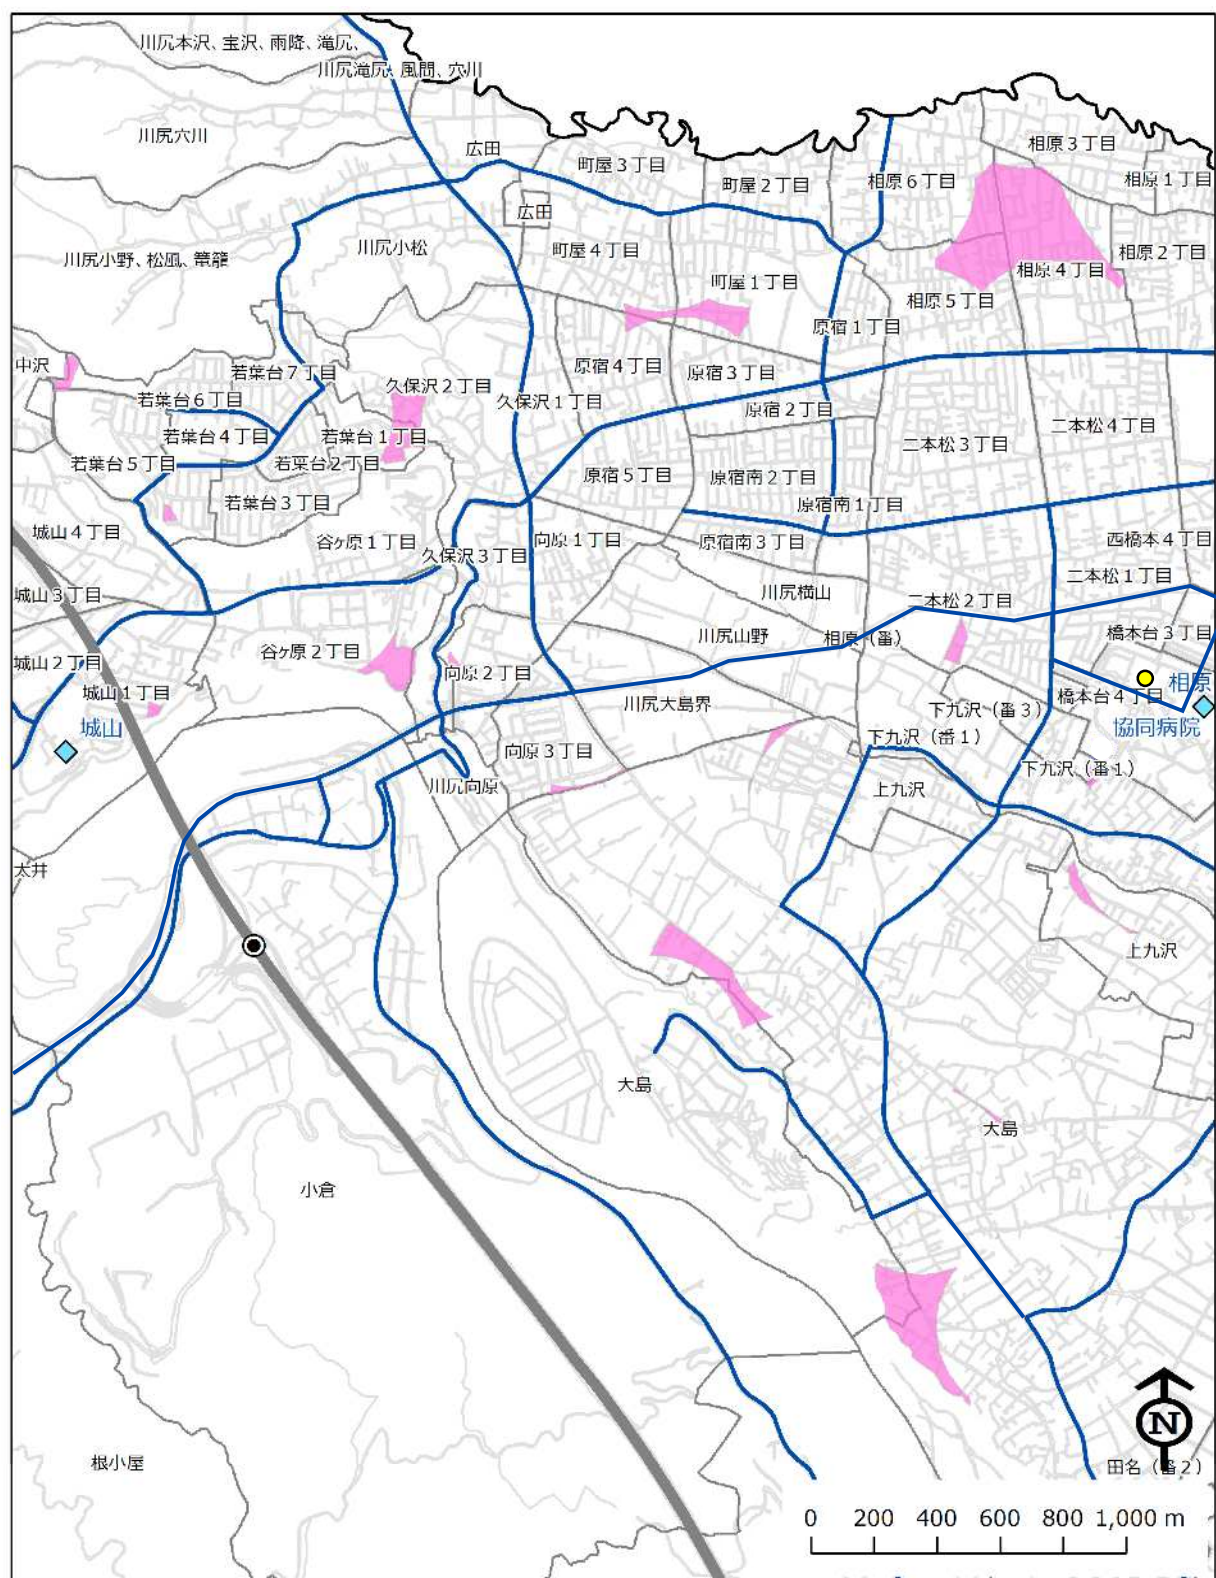 川尻本沢、宝沢、雨降、滝尻、
川尻滝尻、風間、穴川
川尻穴川
広田
町屋３丁目
町屋２丁目
相原６丁目
相原３丁目
相原１丁目
広田
川尻小松
町屋４丁目
相原２丁目
町屋１丁目
相原４丁目
相原５丁目
原宿１丁目
中沢
若葉台７丁目
久保沢２丁目
原宿４丁目
原宿３丁目
若葉台６丁目
久保沢１丁目
原宿２丁目
二本松４丁目
若葉台４丁目
若葉台１丁目
二本松３丁目
若葉台５丁目
若葉台２丁目
原宿５丁目
原宿南２丁目
若葉台３丁目
原宿南１丁目
城山４丁目
谷ヶ原１丁目
久保沢３丁目
向原１丁目
原宿南３丁目
西橋本４丁目
二本松１丁目
城山３丁目
川尻横山
二本松２丁目
川尻山野
相原（番）
橋本台３丁目
城山２丁目
谷ヶ原２丁目
向原２丁目
城山１丁目
川尻大島界
橋本台４丁目
相原
下九沢（番３）
協同病院
城山
向原３丁目
下九沢（番１）
下九沢（番１）
川尻向原
上九沢
太井
上九沢
大島
大島
小倉
N
根小屋
田名（番２）
0 200 400 600 800 1,000 m